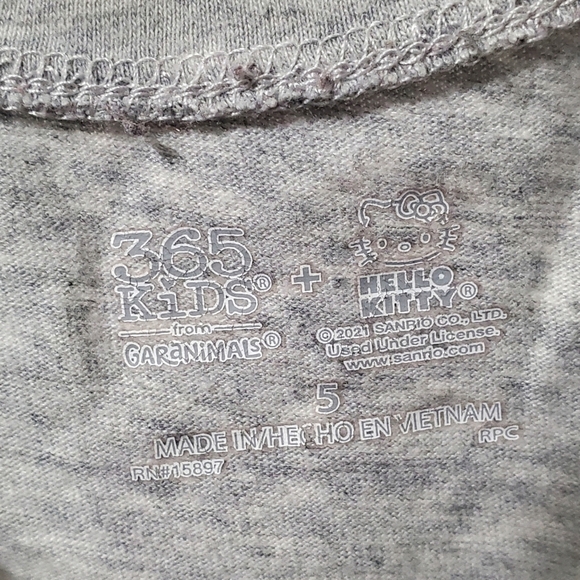 365
KiDS®
from
GARANIMALS®
+
HELLO
KITTY®
© 2021 SANRIO CO., LTD.
Used Under License.
www.sanrio.com
5
MADE IN/HECHO EN VIETNAM
RN#15897
RPC